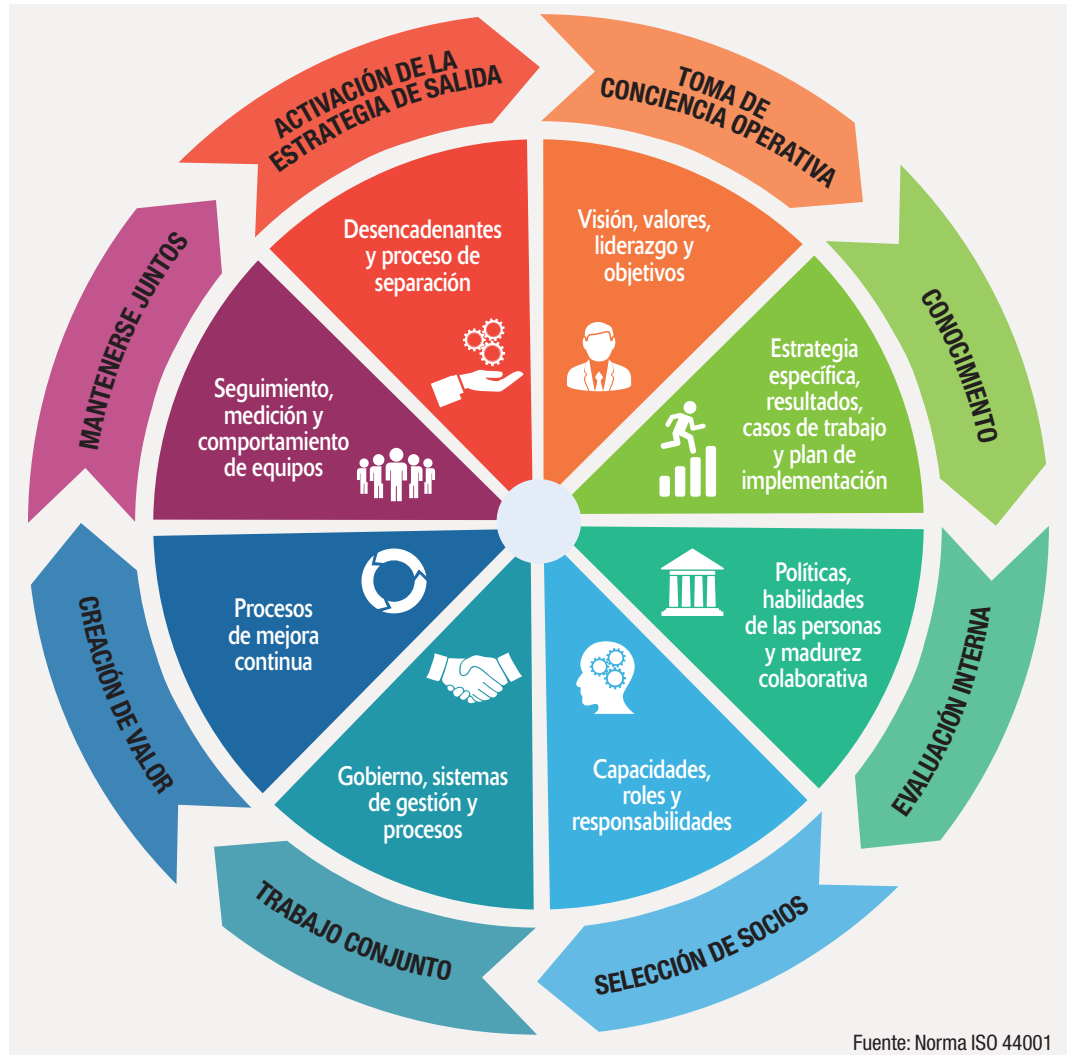 TOMA DE
CONCIENCIA OPERATIVA
Visión, valores,
liderazgo y
objetivos
CONOCIMIENTO
Estrategia
específica,
resultados,
casos de trabajo
y plan de
implementación
EVALUACIÓN INTERNA
Políticas,
habilidades
de las personas
y madurez
colaborativa
SELECCIÓN DE SOCIOS
Capacidades,
roles y
responsabilidades
TRABAJO CONJUNTO
Gobierno, sistemas
de gestión y
procesos
CREACIÓN DE VALOR
Procesos
de mejora
continua
MANTENERSE JUNTOS
Seguimiento,
medición y
comportamiento
de equipos
ACTIVACIÓN DE LA
ESTRATEGIA DE SALIDA
Desencadenantes
y proceso de
separación
Fuente: Norma ISO 44001